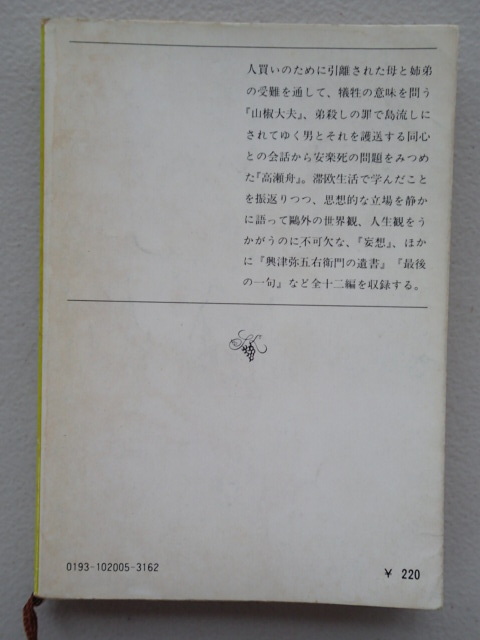 人買いのために引離された母と姉弟
の受難を通して、犠牲の意味を問う
『山椒大夫』、弟殺しの罪で島流しに
されてゆく男とそれを護送する同心
との会話から安楽死の問題をみつめ
た『高瀬舟』。滞欧生活で学んだこと
を振返りつつ、思想的な立場を静か
に語って鷗外の世界観、人生観をう
かがうのに不可欠な、『妄想』、ほか
に『興津弥五右衛門の遺書』『最後
の一句』など全十二編を収録する。
0193-102005-3162
¥ 220